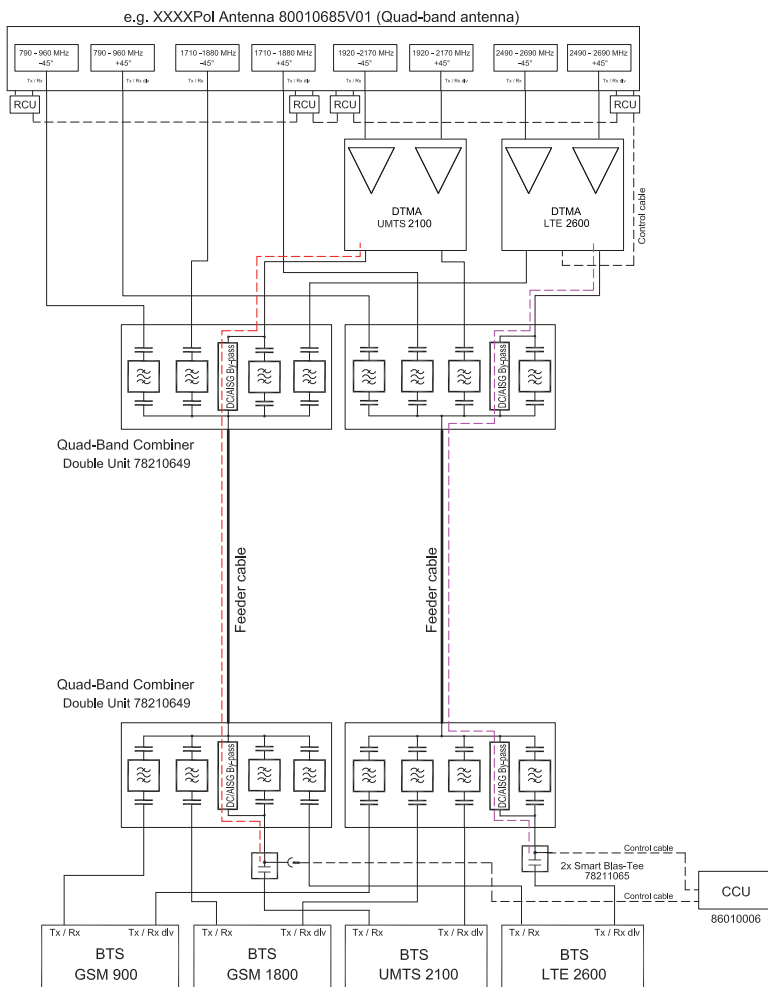 e.g. XXXXPol Antenna 80010685V01 (Quad-band antenna)
790 – 960 MHz
-45°
790 – 960 MHz
+45°
1710 – 1880 MHz
-45°
1710 – 1880 MHz
+45°
1920 – 2170 MHz
-45°
1920 – 2170 MHz
+45°
2490 – 2690 MHz
-45°
2490 – 2690 MHz
+45°
Tx / Rx
Tx / Rx div.
Tx / Rx
Tx / Rx div.
Tx / Rx
Tx / Rx div.
Tx / Rx
Tx / Rx div.
RCU
RCU
RCU
RCU
DTMA
UMTS 2100
DTMA
LTE 2600
Control cable
DC/AISG By-pass
DC/AISG By-pass
Quad-Band Combiner
Double Unit 78210649
Feeder cable
Feeder cable
Quad-Band Combiner
Double Unit 78210649
DC/AISG By-pass
DC/AISG By-pass
Control cable
2x Smart Bias-Tee
78211065
Control cable
CCU
86010006
Tx / Rx
Tx / Rx div
BTS
GSM 900
Tx / Rx
Tx / Rx div
BTS
GSM 1800
Tx / Rx
Tx / Rx div
BTS
UMTS 2100
Tx / Rx
Tx / Rx div
BTS
LTE 2600